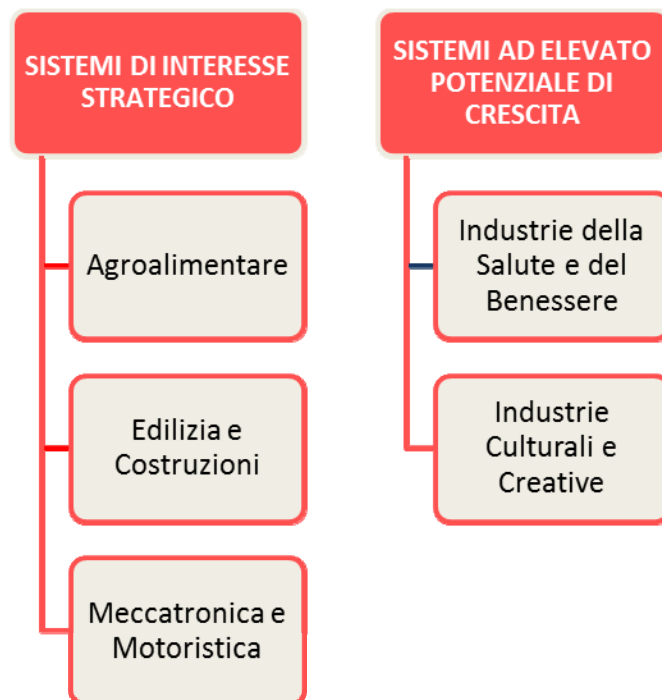 SISTEMI DI INTERESSE
STRATEGICO
Agroalimentare
Edilizia e
Costruzioni
Meccatronica e
Motoristica
SISTEMI AD ELEVATO
POTENZIALE DI
CRESCITA
Industrie della
Salute e del
Benessere
Industrie
Culturali e
Creative